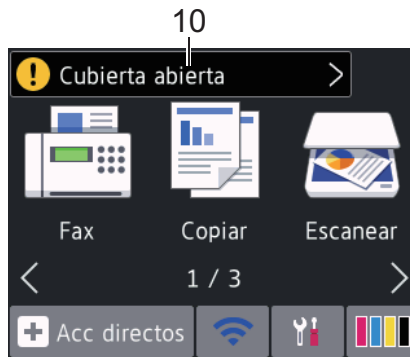 10
Cubierta abierta
Fax Copiar Escanear
1 / 3
Acc directos